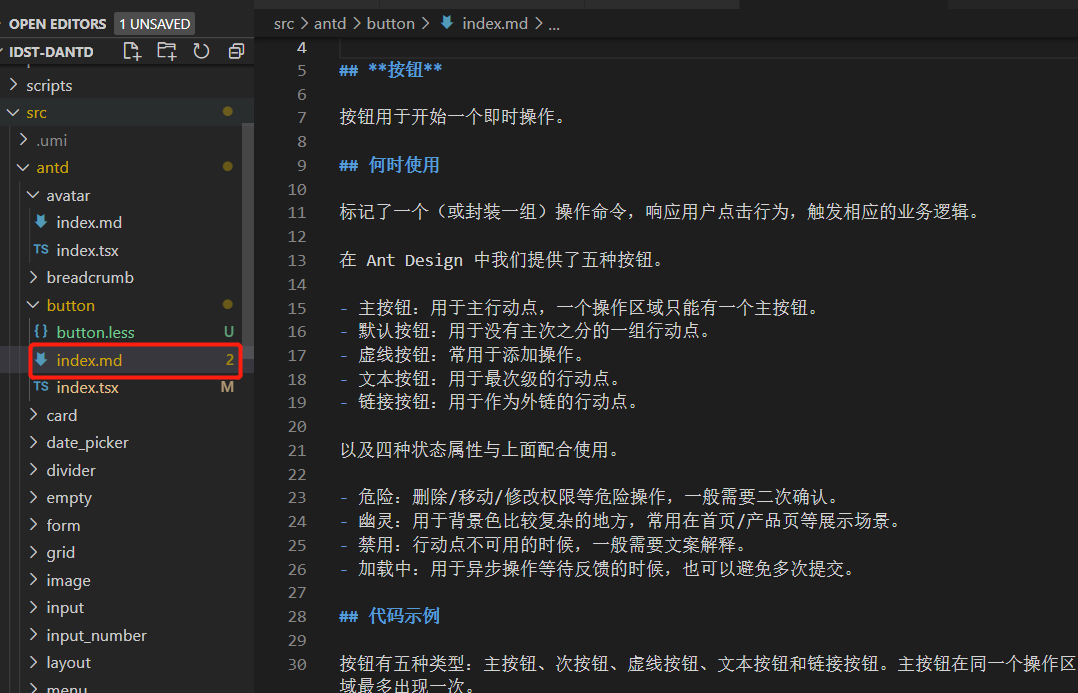 OPEN EDITORS 1 UNSAVED
IDST-DANTD
scripts
src
.umi
antd
avatar
index.md
TS index.tsx
breadcrumb
button
{} button.less U
index.md 2
TS index.tsx M
card
date_picker
divider
empty
form
grid
image
input
input_number
layout
menu
src > antd > button > index.md > ...
4
5 ## **按钮**
6
7 按钮用于开始一个即时操作。
8
9 ## 何时使用
10
11 标记了一个（或封装一组）操作命令，响应用户点击行为，触发相应的业务逻辑。
12
13 在 Ant Design 中我们提供了五种按钮。
14
15 - 主按钮：用于主行动点，一个操作区域只能有一个主按钮。
16 - 默认按钮：用于没有主次之分的一组行动点。
17 - 虚线按钮：常用于添加操作。
18 - 文本按钮：用于最次级的行动点。
19 - 链接按钮：用于作为外链的行动点。
20
21 以及四种状态属性与上面配合使用。
22
23 - 危险：删除/移动/修改权限等危险操作，一般需要二次确认。
24 - 幽灵：用于背景色比较复杂的地方，常用在首页/产品页等展示场景。
25 - 禁用：行动点不可用的时候，一般需要文案解释。
26 - 加载中：用于异步操作等待反馈的时候，也可以避免多次提交。
27
28 ## 代码示例
29
30 按钮有五种类型：主按钮、次按钮、虚线按钮、文本按钮和链接按钮。主按钮在同一个操作区
域最多出现一次。